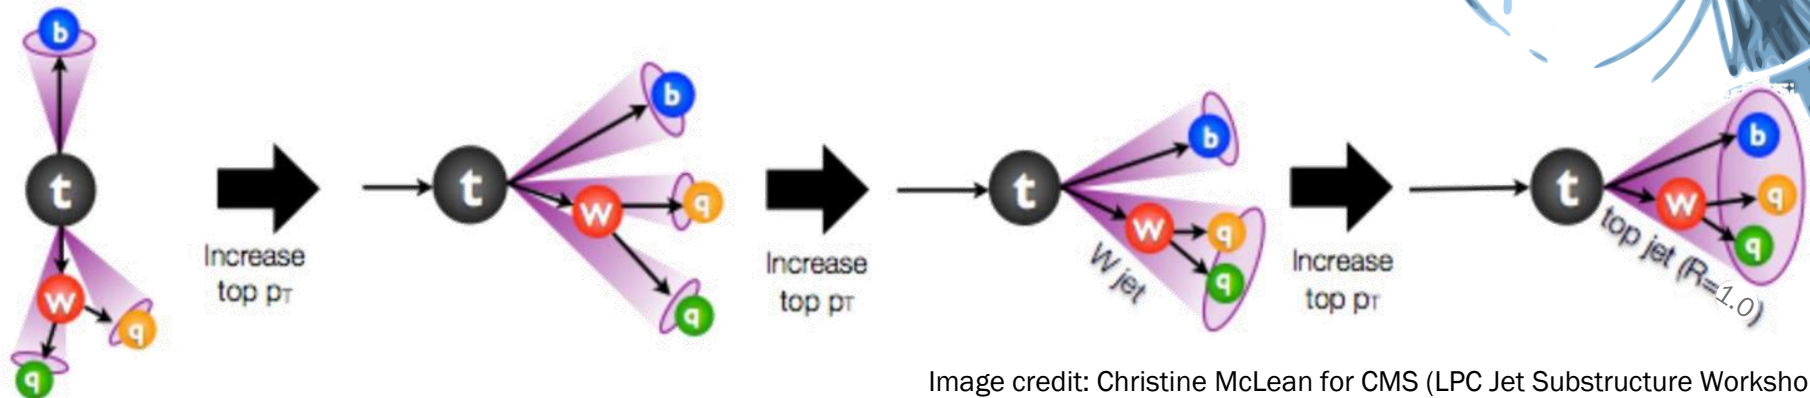 b
t
w
q
q
Increase
top pT
t
b
w
q
q
Increase
top pT
t
b
w
q
q
W jet
Increase
top pT
t
b
w
q
q
top jet (R=1.0)
Image credit: Christine McLean for CMS (LPC Jet Substructure Worksho